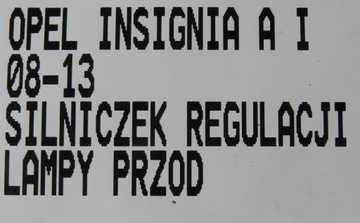 OPEL INSIGNIA A I
08-13
SILNICZEK REGULACJI
LAMPY PRZOD